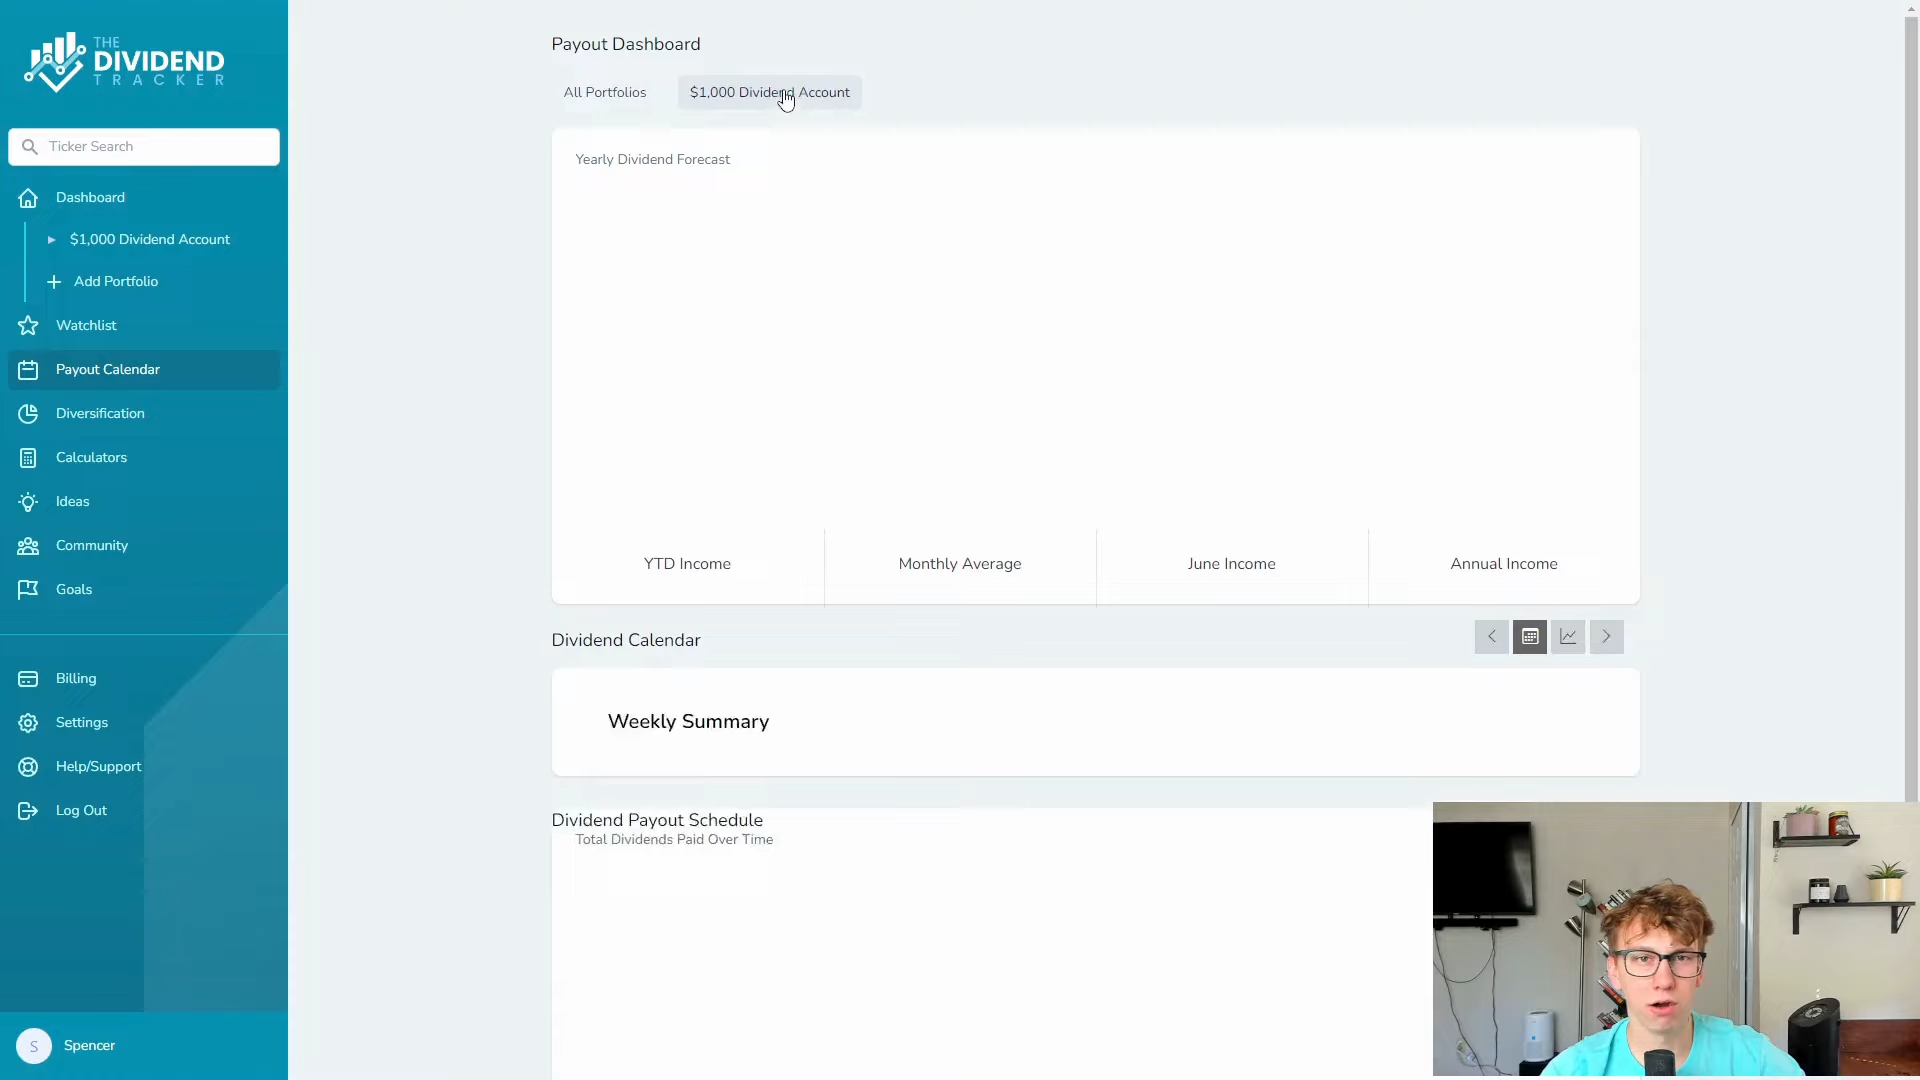 THE
DIVIDEND
TRACKER
Ticker Search
Dashboard
$1,000 Dividend Account
Add Portfolio
Watchlist
Payout Calendar
Diversification
Calculators
Ideas
Community
Goals
Billing
Settings
Help/Support
Log Out
S
Spencer
Payout Dashboard
All Portfolios
$1,000 Dividend Account
Yearly Dividend Forecast
YTD Income
Monthly Average
June Income
Annual Income
Dividend Calendar
Weekly Summary
Dividend Payout Schedule
Total Dividends Paid Over Time